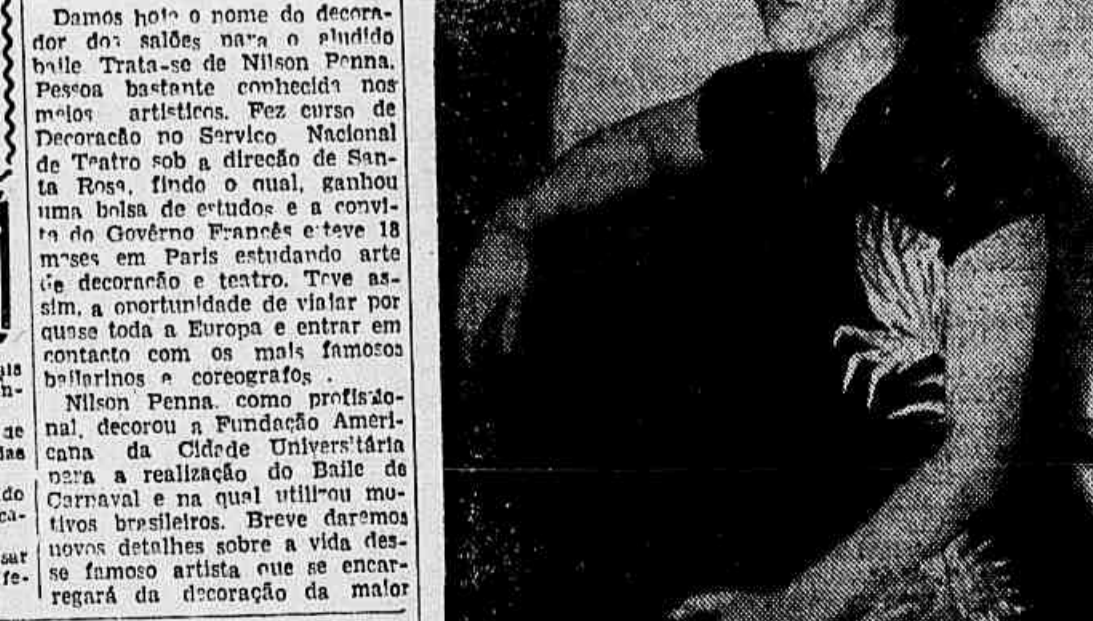 Damos hoje o nome do decora-
dor dos salões para o aludido
baile Trata-se de Nilson Penna.
Pessoa bastante conhecida nos
meios artísticos. Fez curso de
Decoração no Serviço Nacional
de Teatro sob a direção de San-
ta Rosa, findo o qual, ganhou
uma bolsa de estudos e a convi-
te do Govêrno Francês esteve 18
meses em Paris estudando arte
de decoração e teatro. Teve as-
sim, a oportunidade de viajar por
quase toda a Europa e entrar em
contacto com os mais famosos
bailarinos e coreografos .
Nilson Penna, como profissio-
nal, decorou a Fundação Ameri-
cana da Cidade Universitária
para a realização do Baile de
Carnaval e na qual utilizou mo-
tivos brasileiros. Breve daremos
novos detalhes sobre a vida des-
se famoso artista que se encar-
regará da decoração da maior